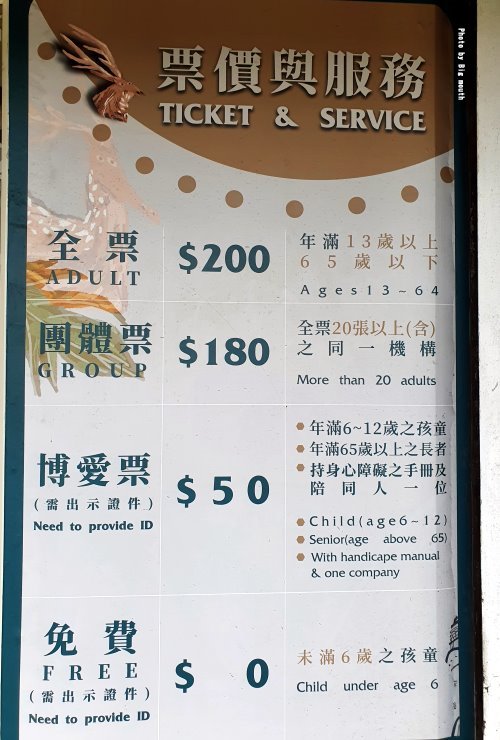 票價與服務
TICKET & SERVICE
Photo by Big mouth
全票
ADULT
$200
年滿13歲以上
65歲以下
Ages13~64
團體票
GROUP
$180
全票20張以上(含)
之同一機構
More than 20 adults
博愛票
(需出示證件)
Need to provide ID
$50
年滿6~12歲之孩童
年滿65歲以上之長者
持身心障礙之手冊及
陪同人一位
Child(age6~12)
Senior(age above 65)
With handicape manual
& one company
免費
FREE
(需出示證件)
Need to provide ID
$ 0
未滿6歲之孩童
Child under age 6